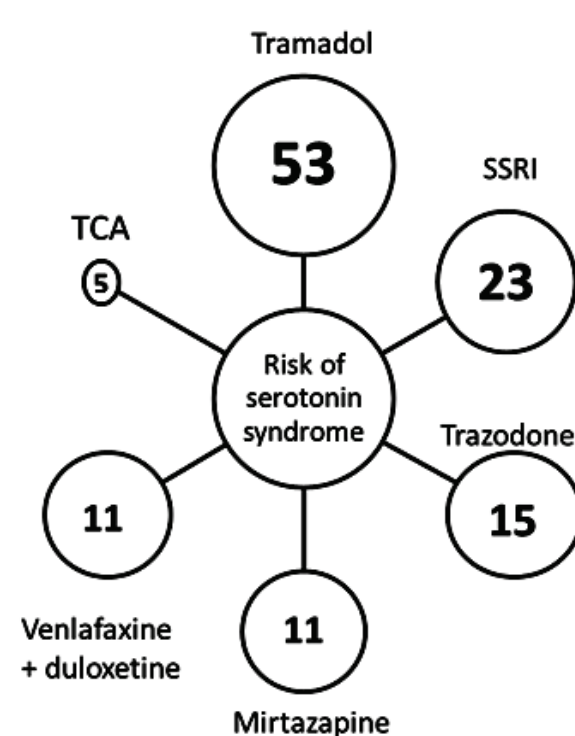 Tramadol
53
SSRI
23
TCA
5
Risk of
serotonin
syndrome
Trazodone
15
11
Venlafaxine
+ duloxetine
11
Mirtazapine